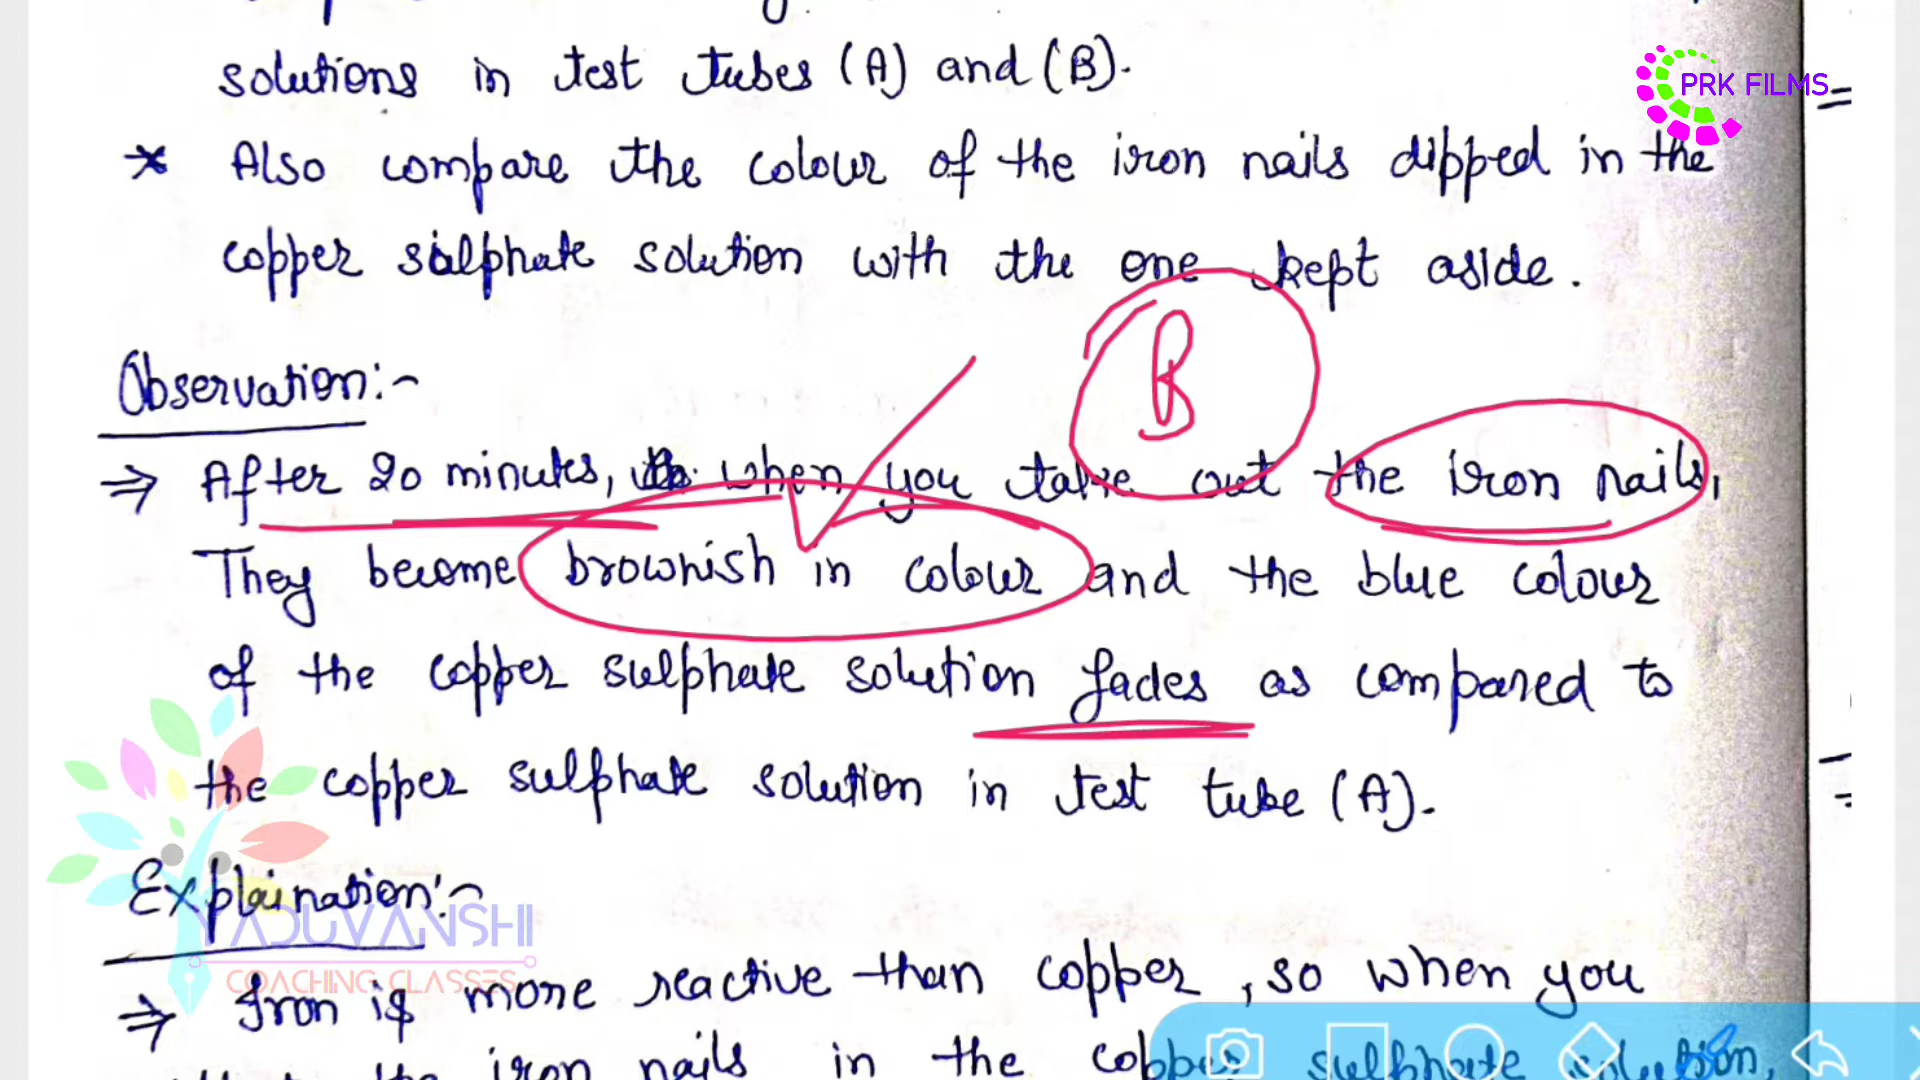 solutions in test tubes (A) and (B).
PRK FILMS
* Also compare the colour of the iron nails dipped in the
copper sulphate solution with the one kept aside.
B
Observation:-
⇒ After 20 minutes, when you take out the iron nails,
They become brownish in colour and the blue colour
of the copper sulphate solution fades as compared to
the copper sulphate solution in test tube (A).
Explaination:-
YADUVANSHI
COACHING CLASSES
⇒ Iron is more reactive than copper, so when you
the iron nails in the copper sulphate solution,